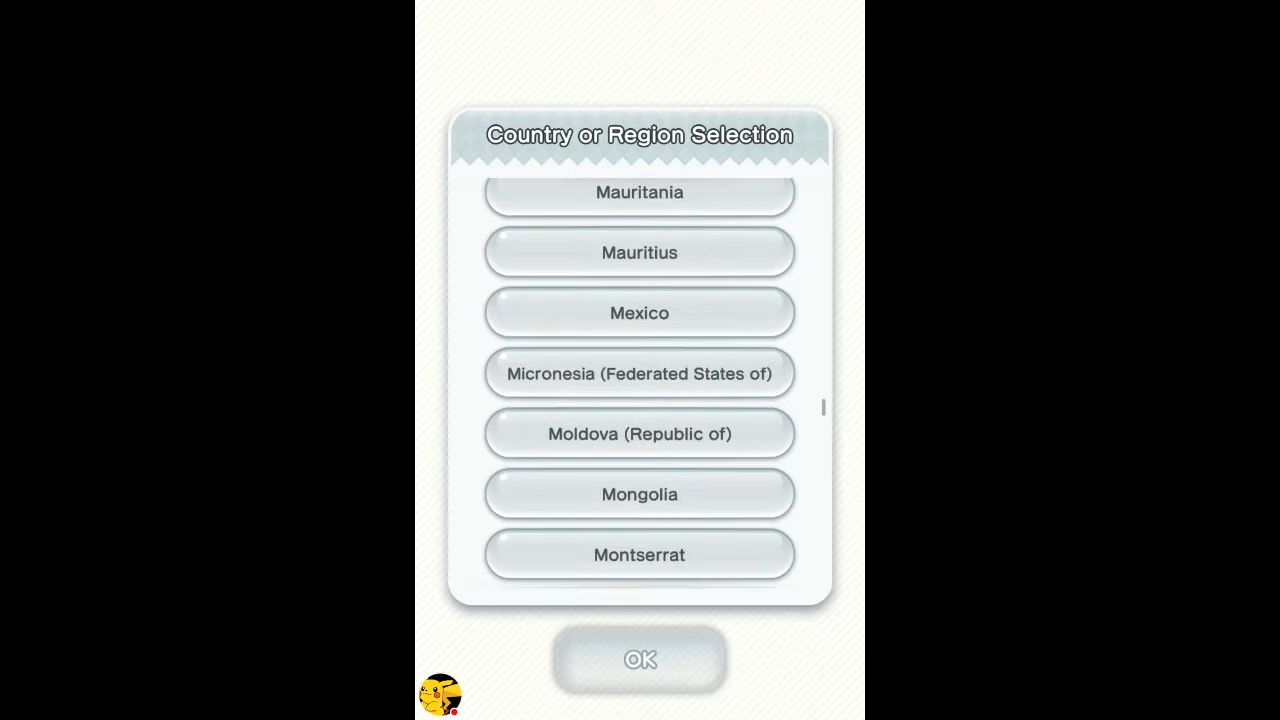 Country or Region Selection
Mauritania
Mauritius
Mexico
Micronesia (Federated States of)
Moldova (Republic of)
Mongolia
Montserrat
OK